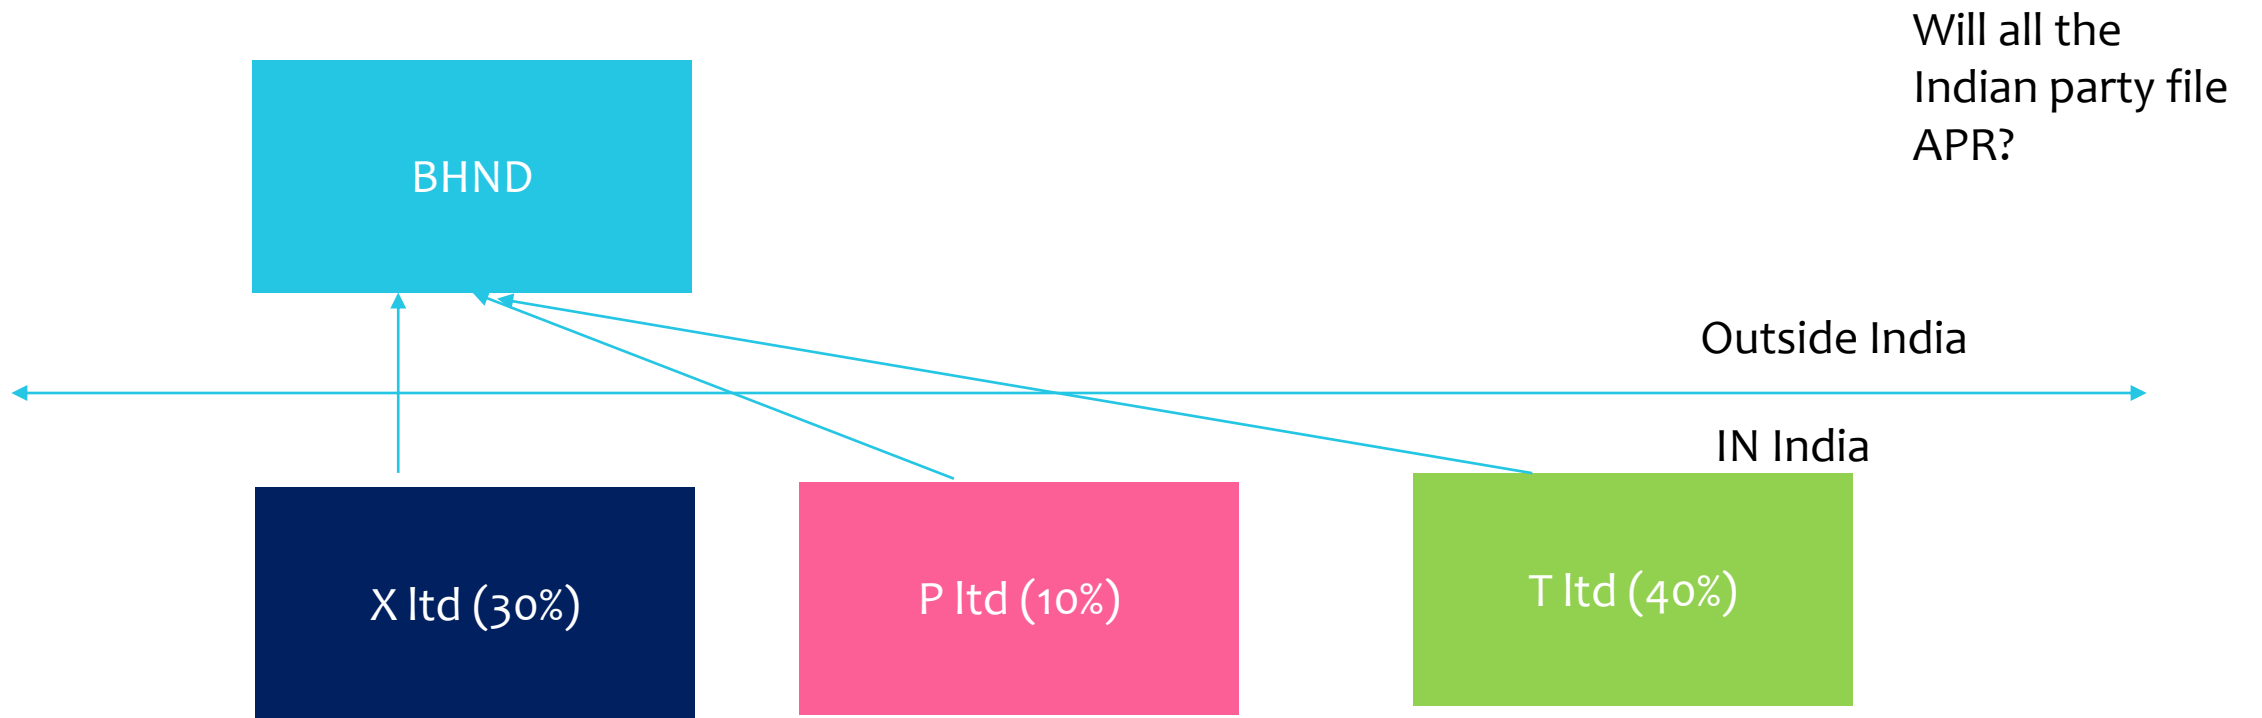 Will all the
Indian party file
APR?
BHND
Outside India
IN India
X ltd (30%)
P ltd (10%)
T ltd (40%)